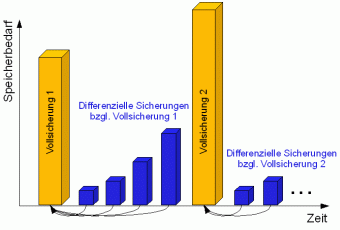 Speicherbedarf
Vollsicherung 1
Differenzielle Sicherungen
bzgl. Vollsicherung 1
Vollsicherung 2
Differenzielle Sicherungen
bzgl. Vollsicherung 2
...
Zeit